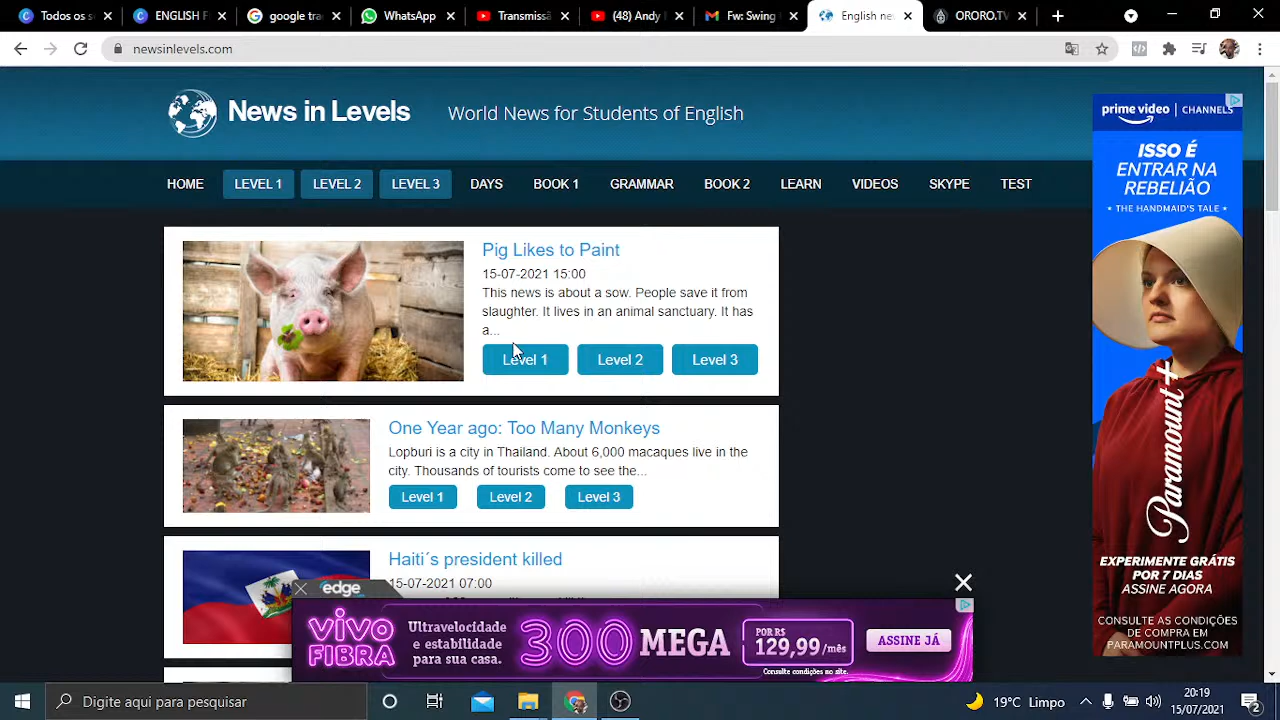 Todos os s
ENGLISH F
google tra
WhatsApp
Transmissã
(48) Andy
Fw: Swing
English ne
ORORO.TV
newsinlevels.com
News in Levels
World News for Students of English
HOME
LEVEL 1
LEVEL 2
LEVEL 3
DAYS
BOOK 1
GRAMMAR
BOOK 2
LEARN
VIDEOS
SKYPE
TEST
Pig Likes to Paint
15-07-2021 15:00
This news is about a sow. People save it from
slaughter. It lives in an animal sanctuary. It has
a...
Level 1
Level 2
Level 3
One Year ago: Too Many Monkeys
Lopburi is a city in Thailand. About 6,000 macaques live in the
city. Thousands of tourists come to see the...
Level 1
Level 2
Level 3
Haiti´s president killed
15-07-2021 07:00
edge
VIVO
FIBRA
Ultravelocidade
e estabilidade
para sua casa.
300 MEGA
POR R$
129,99/mês
Consulte condições no site.
ASSINE JÁ
prime video | CHANNELS
ISSO É
ENTRAR NA
REBELIÃO
★ THE HANDMAID'S TALE ★
Paramount+
EXPERIMENTE GRÁTIS
POR 7 DIAS
ASSINE AGORA
CONSULTE AS CONDIÇÕES
DE COMPRA EM
PARAMOUNTPLUS.COM
Digite aqui para pesquisar
19°C Limpo
20:19
15/07/2021
2